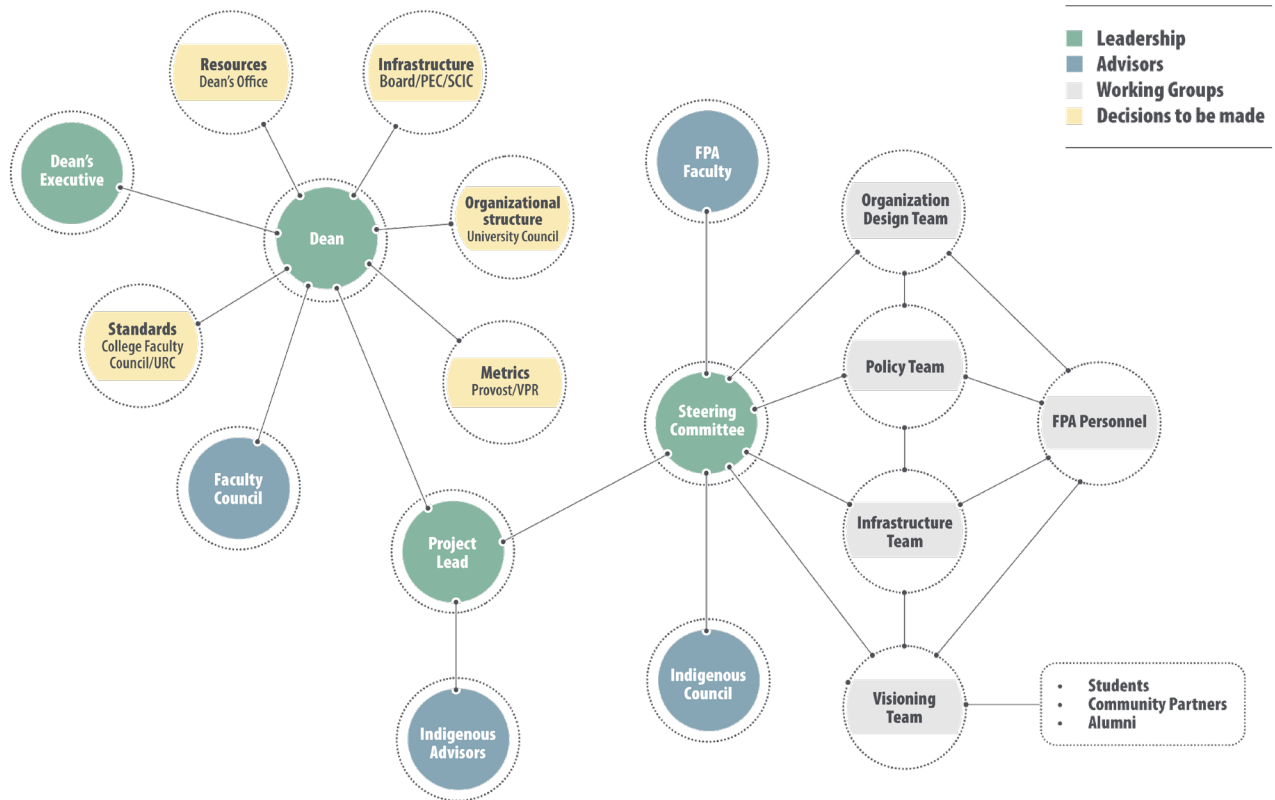 Leadership
Advisors
Working Groups
Decisions to be made
Resources
Dean's Office
Infrastructure
Board/PEC/SCIC
Dean's
Executive
Dean
Organizational
structure
University Council
Standards
College Faculty
Council/URC
Metrics
Provost/VPR
Faculty
Council
Project
Lead
Indigenous
Advisors
FPA
Faculty
Steering
Committee
Indigenous
Council
Organization
Design Team
Policy Team
FPA Personnel
Infrastructure
Team
Visioning
Team
• Students
• Community Partners
• Alumni